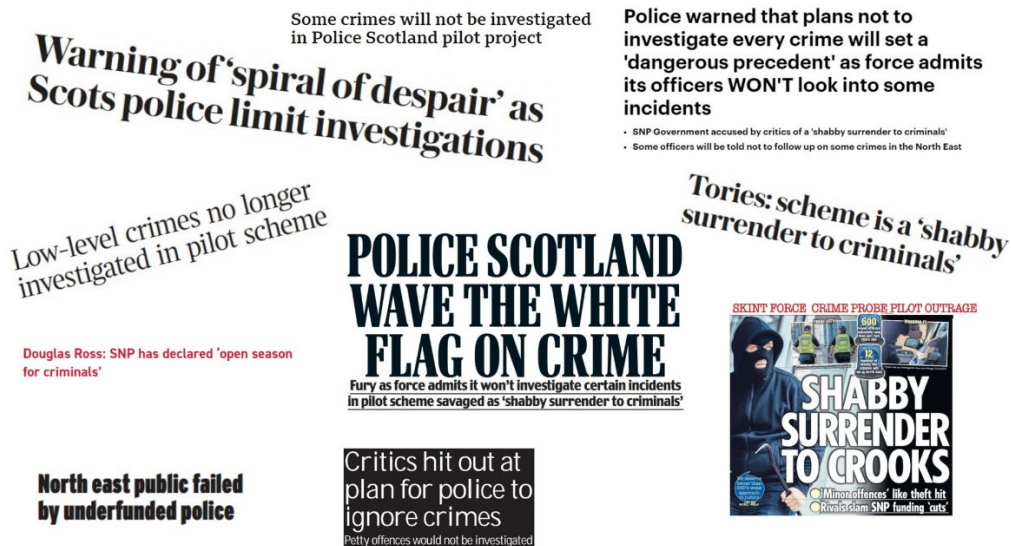 Some crimes will not be investigated
in Police Scotland pilot project
Warning of 'spiral of despair' as
Scots police limit investigations
Police warned that plans not to
investigate every crime will set a
'dangerous precedent' as force admits
its officers WON'T look into some
incidents
• SNP Government accused by critics of a 'shabby surrender to criminals'
• Some officers will be told not to follow up on some crimes in the North East
Low-level crimes no longer
investigated in pilot scheme
Tories: scheme is a 'shabby
surrender to criminals'
POLICE SCOTLAND
WAVE THE WHITE
FLAG ON CRIME
Fury as force admits it won't investigate certain incidents
in pilot scheme savaged as 'shabby surrender to criminals'
Douglas Ross: SNP has declared 'open season
for criminals'
SKINT FORCE CRIME PROBE PILOT OUTRAGE
600
12
SHABBY
SURRENDER
TO CROOKS
'Minor offences' like theft hit
Rivals slam SNP funding 'cuts'
North east public failed
by underfunded police
Critics hit out at
plan for police to
ignore crimes
Petty offences would not be investigated